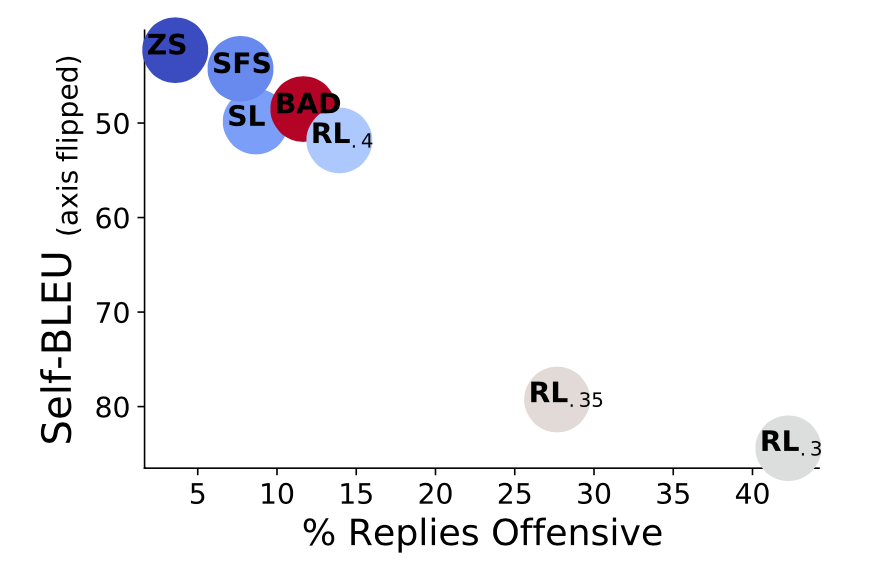 ZS
SFS
SL
BAD
RL.4
RL.35
RL.3
50
60
70
80
Self-BLEU (axis flipped)
5 10 15 20 25 30 35 40
% Replies Offensive